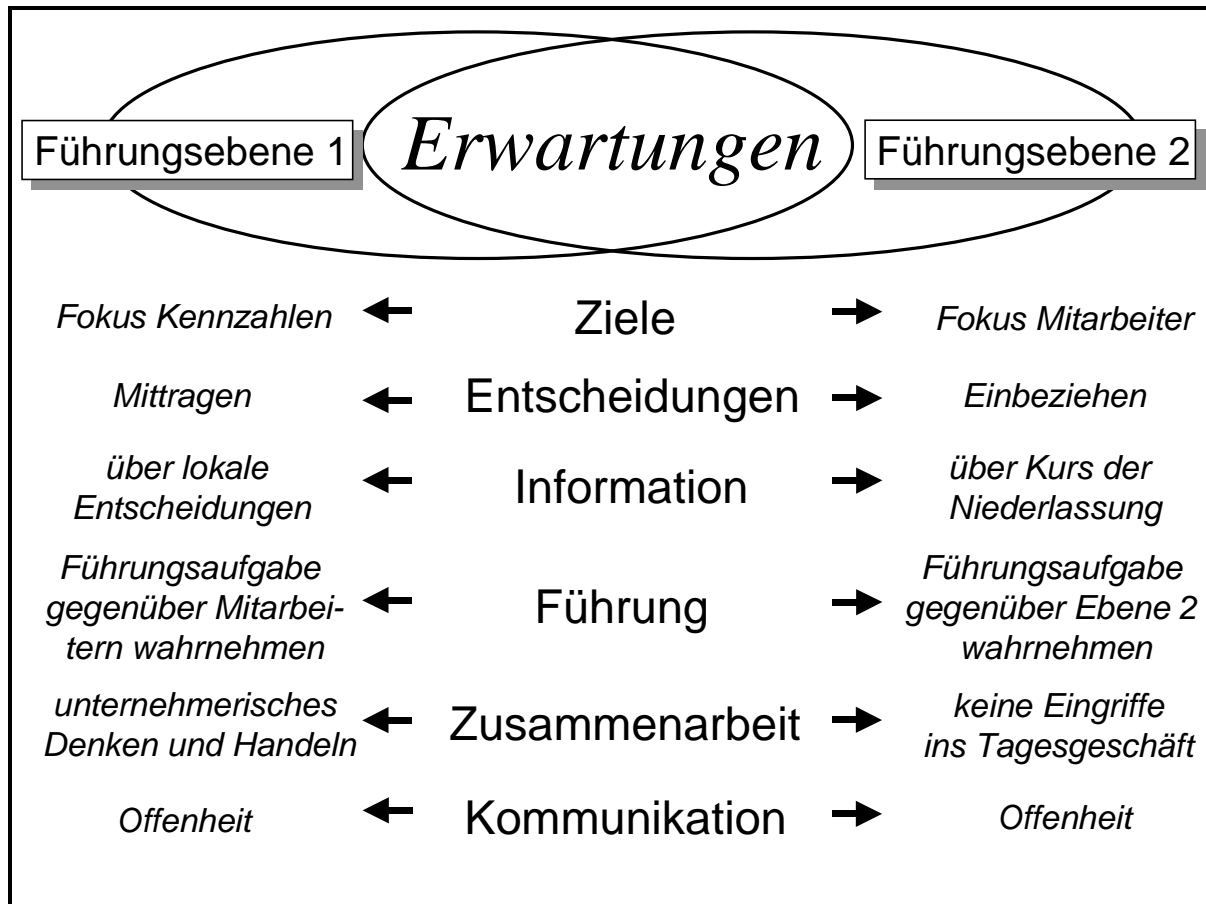 Führungsebene 1
Erwartungen
Führungsebene 2
Fokus Kennzahlen
Ziele
Fokus Mitarbeiter
Mittragen
Entscheidungen
Einbeziehen
über lokale
Entscheidungen
Information
über Kurs der
Niederlassung
Führungsaufgabe
gegenüber Mitarbei-
tern wahrnehmen
Führung
Führungsaufgabe
gegenüber Ebene 2
wahrnehmen
unternehmerisches
Denken und Handeln
Zusammenarbeit
keine Eingriffe
ins Tagesgeschäft
Offenheit
Kommunikation
Offenheit